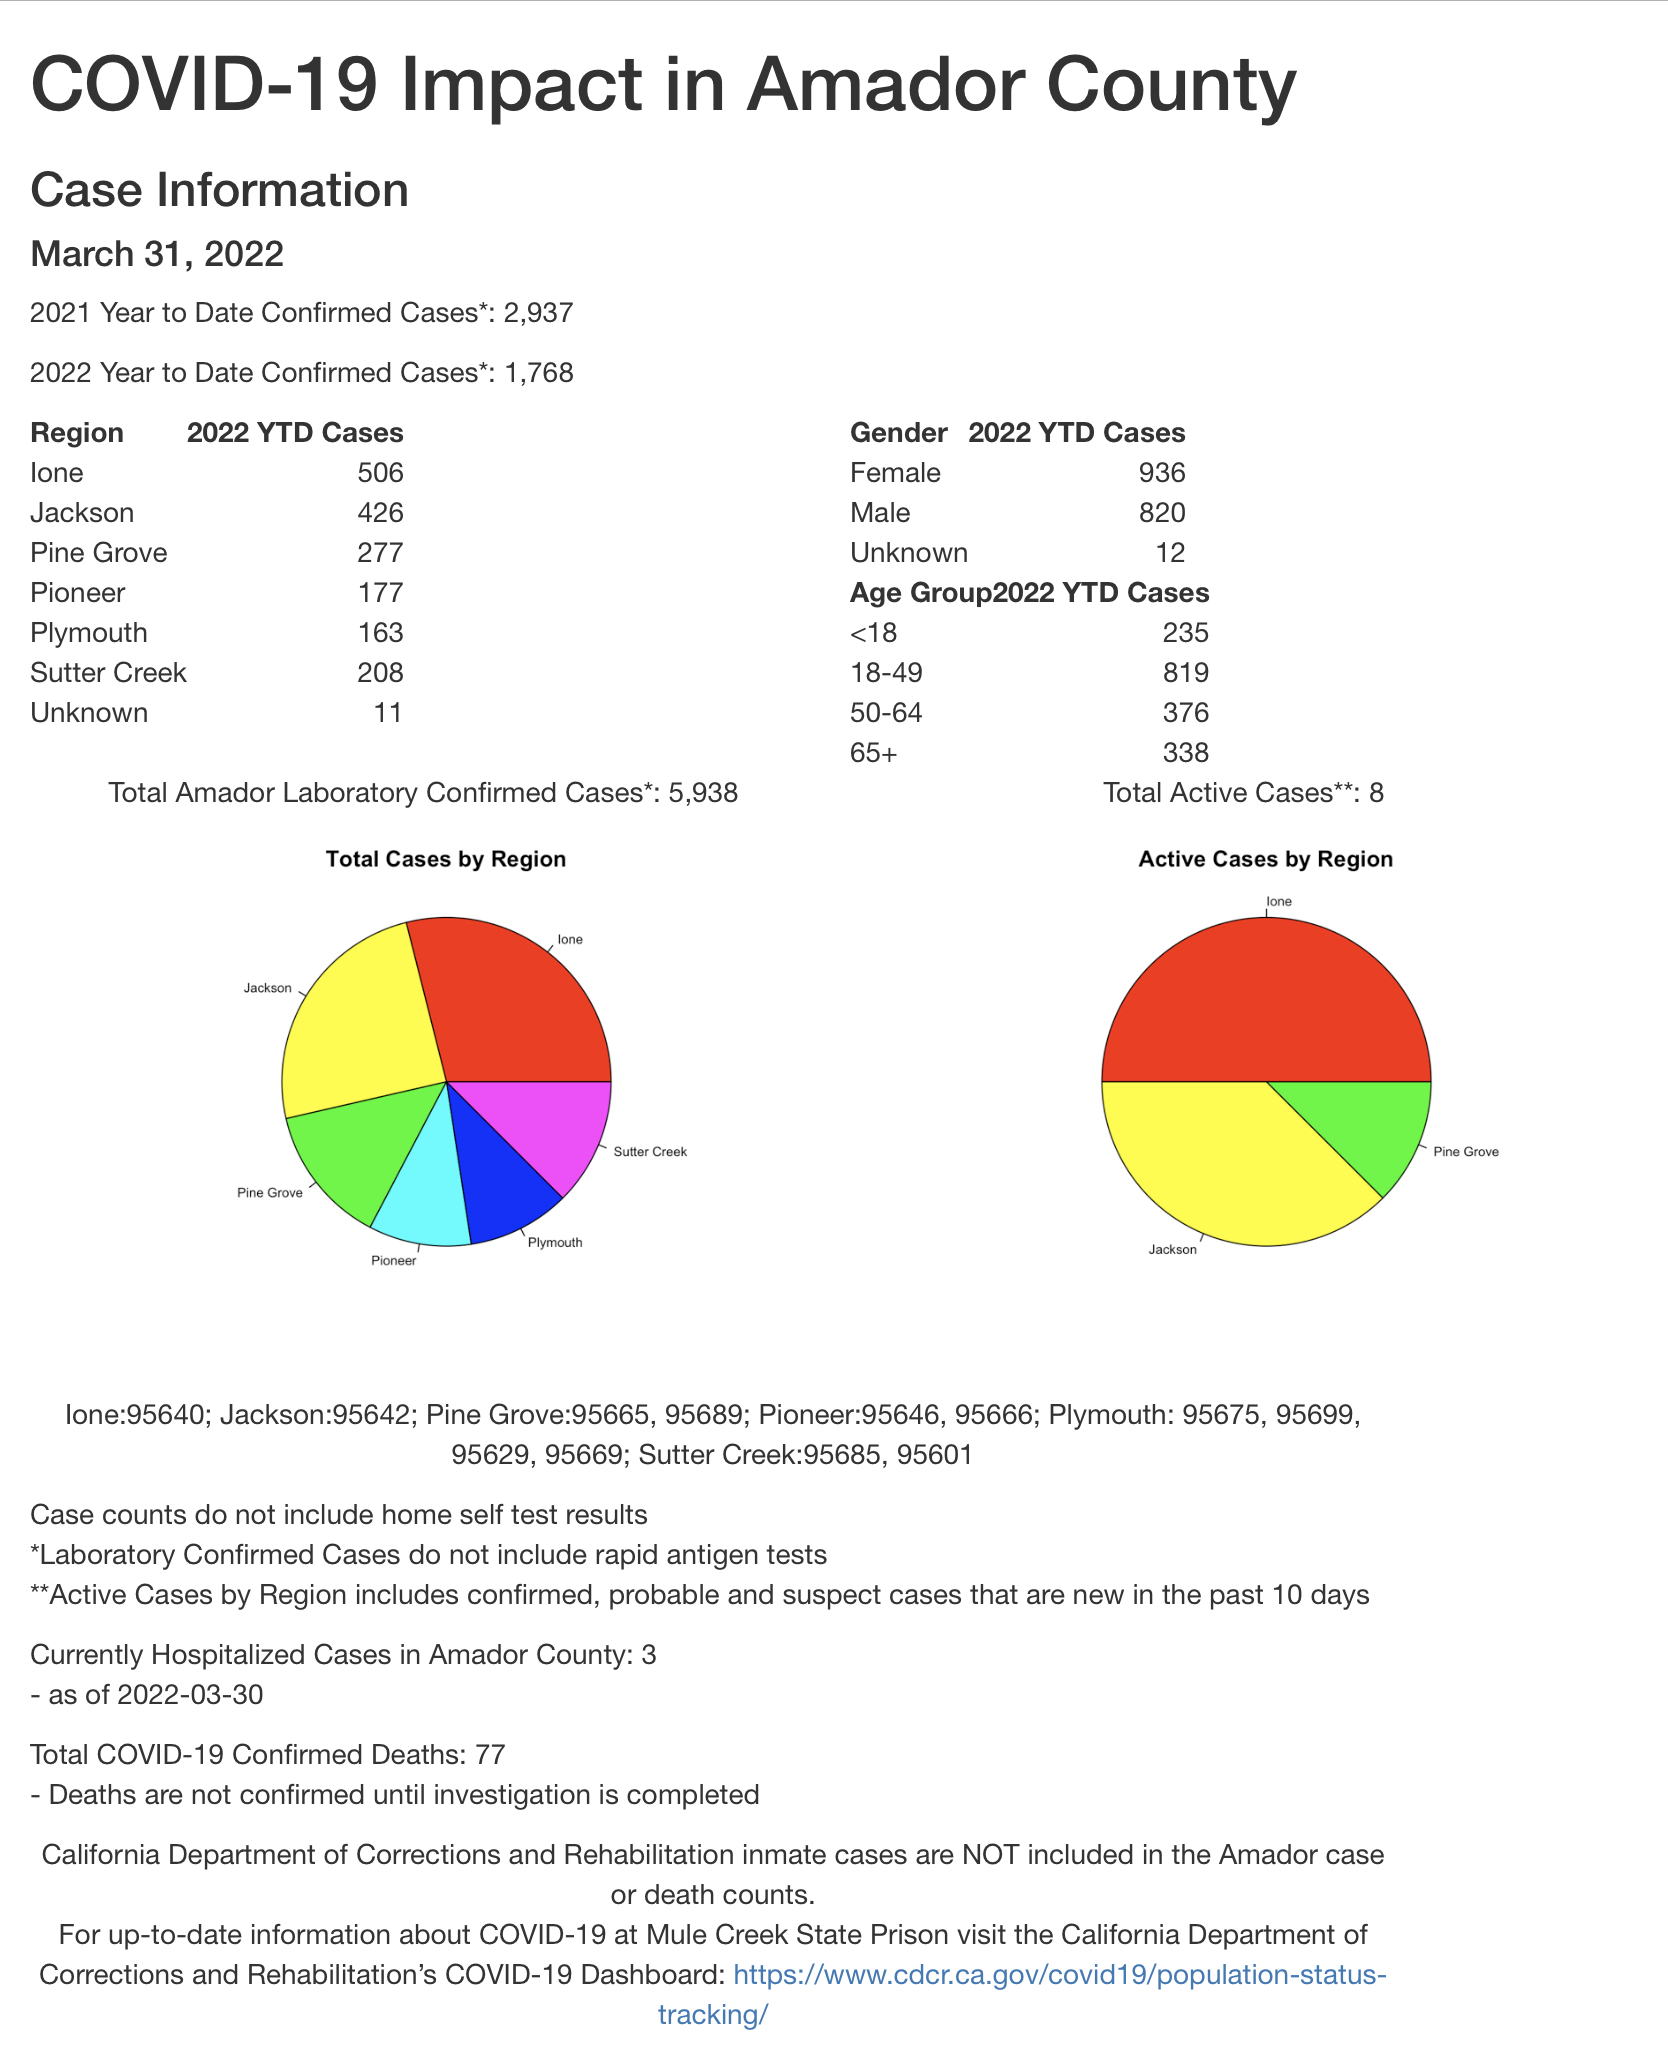 COVID-19 Impact in Amador County
Case Information
March 31, 2022
2021 Year to Date Confirmed Cases*: 2,937
2022 Year to Date Confirmed Cases*: 1,768
Region 2022 YTD Cases
Ione 506
Jackson 426
Pine Grove 277
Pioneer 177
Plymouth 163
Sutter Creek 208
Unknown 11
Gender 2022 YTD Cases
Female 936
Male 820
Unknown 12
Age Group2022 YTD Cases
<18 235
18-49 819
50-64 376
65+ 338
Total Amador Laboratory Confirmed Cases*: 5,938
Total Active Cases**: 8
Total Cases by Region
Ione
Jackson
Sutter Creek
Pine Grove
Plymouth
Pioneer
Active Cases by Region
Ione
Pine Grove
Jackson
Ione:95640; Jackson:95642; Pine Grove:95665, 95689; Pioneer:95646, 95666; Plymouth: 95675, 95699,
95629, 95669; Sutter Creek:95685, 95601
Case counts do not include home self test results
*Laboratory Confirmed Cases do not include rapid antigen tests
**Active Cases by Region includes confirmed, probable and suspect cases that are new in the past 10 days
Currently Hospitalized Cases in Amador County: 3
- as of 2022-03-30
Total COVID-19 Confirmed Deaths: 77
- Deaths are not confirmed until investigation is completed
California Department of Corrections and Rehabilitation inmate cases are NOT included in the Amador case
or death counts.
For up-to-date information about COVID-19 at Mule Creek State Prison visit the California Department of
Corrections and Rehabilitation’s COVID-19 Dashboard: https://www.cdcr.ca.gov/covid19/population-status-
tracking/